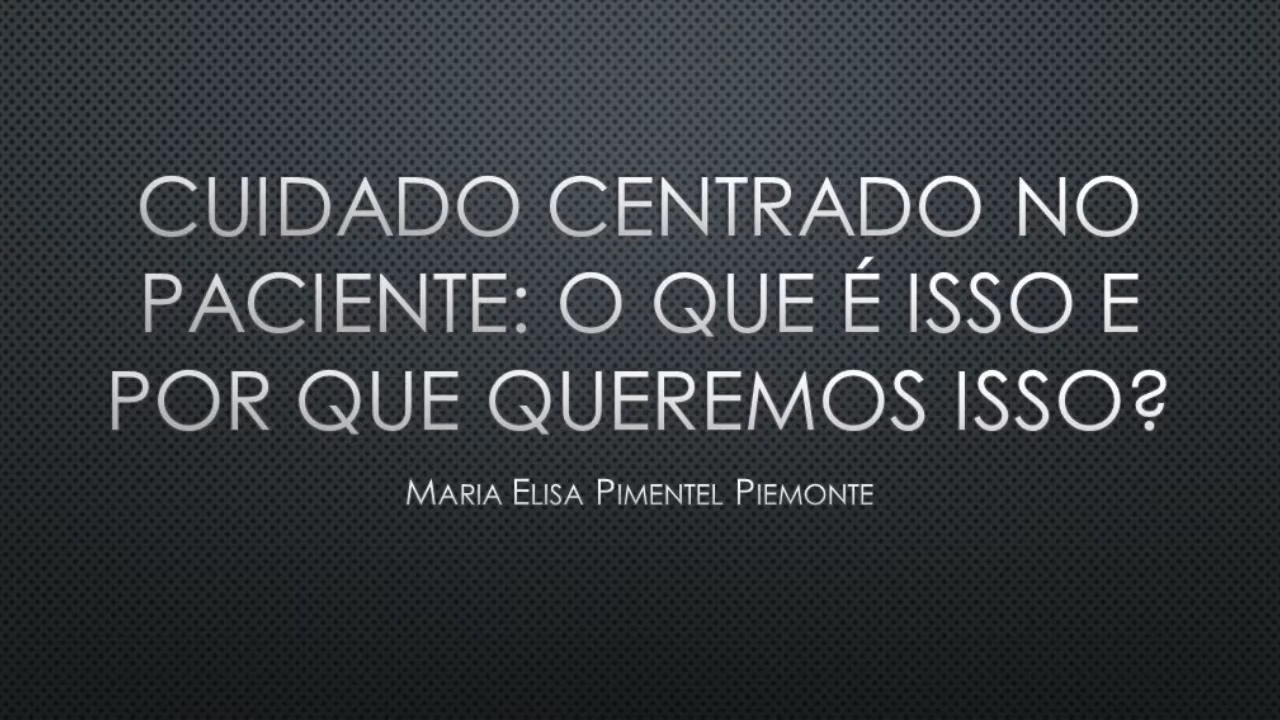 CUIDADO CENTRADO NO
PACIENTE: O QUE É ISSO E
POR QUE QUEREMOS ISSO?
MARIA ELISA PIMENTEL PIEMONTE